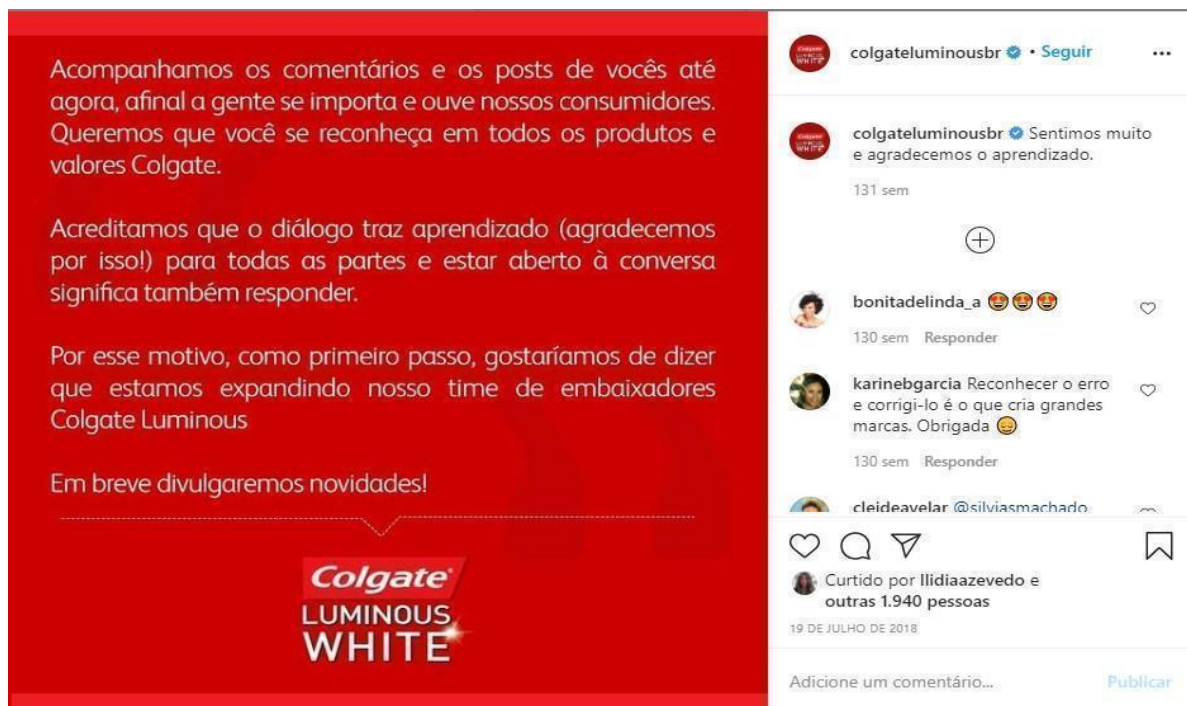 Acompanhamos os comentários e os posts de vocês até
agora, afinal a gente se importa e ouve nossos consumidores.
Queremos que você se reconheça em todos os produtos e
valores Colgate.
Acreditamos que o diálogo traz aprendizado (agradecemos
por isso!) para todas as partes e estar aberto à conversa
significa também responder.
Por esse motivo, como primeiro passo, gostaríamos de dizer
que estamos expandindo nosso time de embaixadores
Colgate Luminous
Em breve divulgaremos novidades!
Colgate
LUMINOUS
WHITE
colgateluminousbr • Seguir
colgateluminousbr Sentimos muito
e agradecemos o aprendizado.
131 sem
bonitadelinda_a 🤩🤩🤩
130 sem Responder
karinebgarcia Reconhecer o erro
e corrigi-lo é o que cria grandes
marcas. Obrigada 😄
130 sem Responder
cleideavelar @silviasmachado
Curtido por llidiaazevedo e
outras 1.940 pessoas
19 DE JULHO DE 2018
Adicione um comentário... Publicar